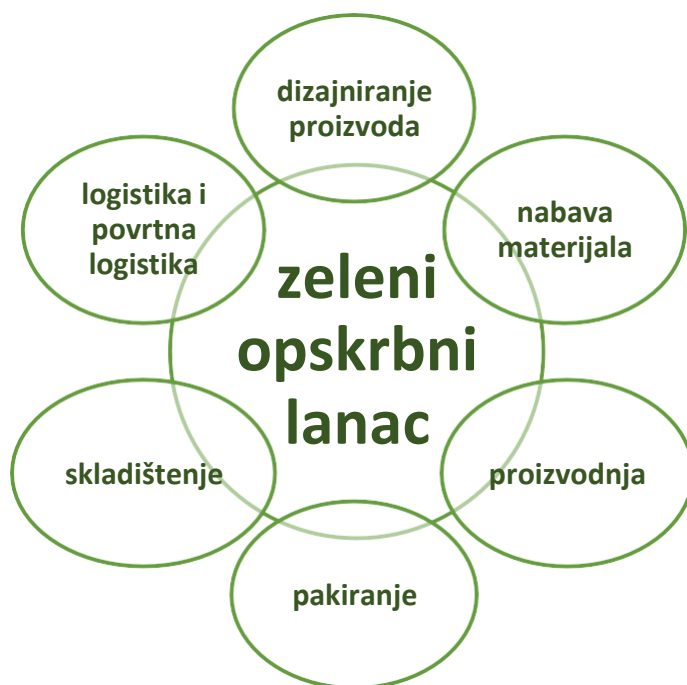 dizajniranje
proizvoda
nabava
materijala
proizvodnja
pakiranje
skladištenje
logistika i
povrtna
logistika
zeleni
opskrbni
lanac